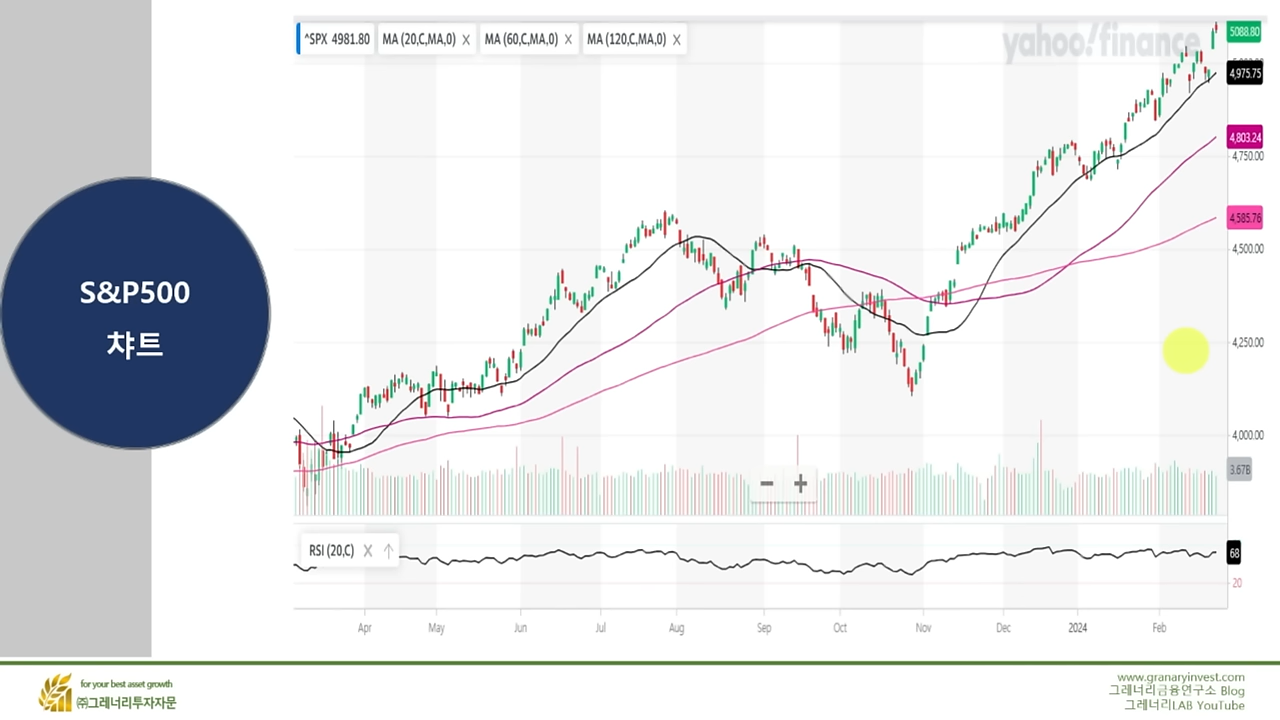 ^SPX 4981.80
MA (20,C,MA,0)
MA (60,C,MA,0)
MA (120,C,MA,0)
yahoo!finance
5088.80
4,975.75
4,803.24
4,750.00
4,585.76
4,500.00
4,250.00
4,000.00
3.67B
S&P500
챠트
RSI (20,C)
68
20
Apr May Jun Jul Aug Sep Oct Nov Dec 2024 Feb
for your best asset growth
㈜그레너리투자자문
www.granaryinvest.com
그레너리금융연구소 Blog
그레너리LAB YouTube